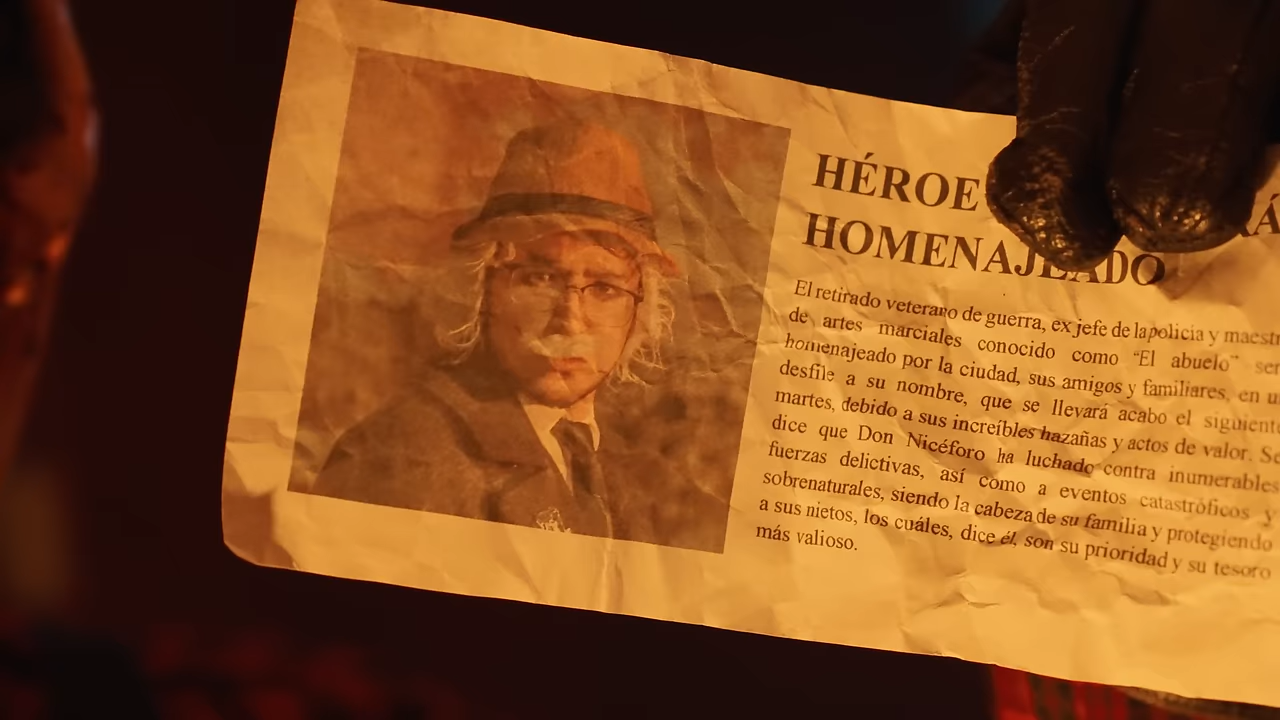 HÉROE
HOMENAJEADO
El retirado veterano de guerra, ex jefe de la policia y maestr
de artes marciales conocido como “El abuelo” ser
homenajeado por la ciudad, sus amigos y familiares, en u
desfile a su nombre, que se llevará acabo el siguiente
martes, debido a sus increíbles hazañas y actos de valor. Se
dice que Don Nicéforo ha luchado contra inumerables
fuerzas delictivas, así como a eventos catastróficos y
sobrenaturales, siendo la cabeza de su familia y protegiendo
a sus nietos, los cuáles, dice él, son su prioridad y su tesoro
más valioso.